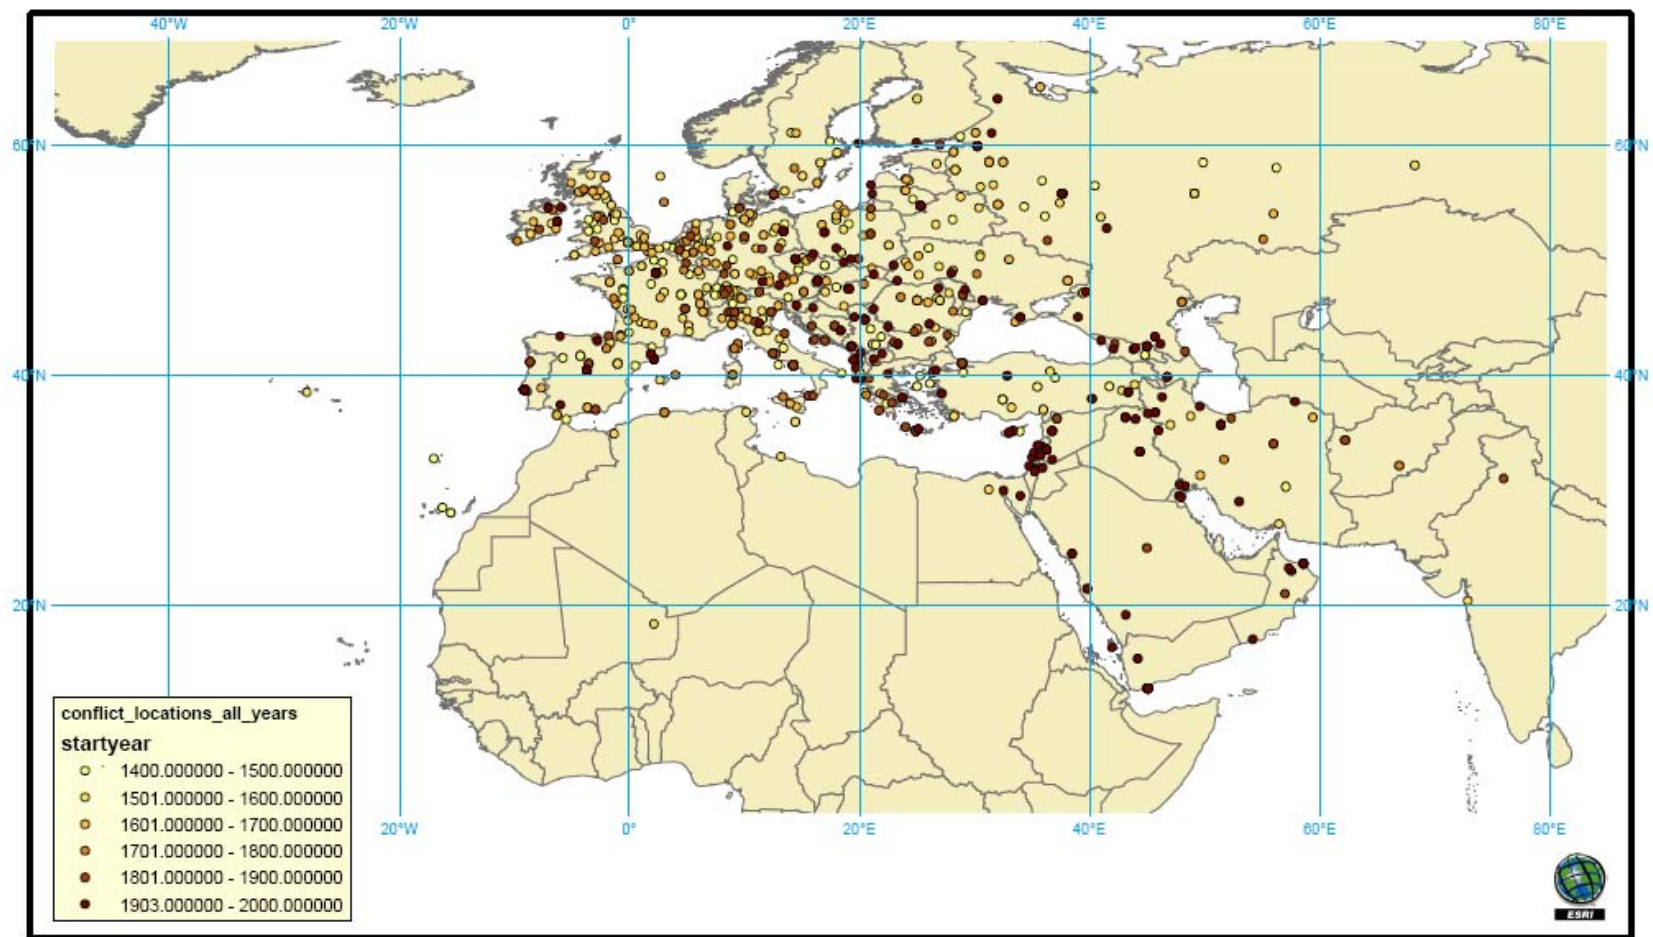 40°W 20°W 0° 20°E 40°E 60°E 80°E
60°N 60°N
40°N 40°N
20°N 20°N
20°W 0° 20°E 40°E 60°E 80°E
conflict_locations_all_years
startyear
1400.000000 - 1500.000000
1501.000000 - 1600.000000
1601.000000 - 1700.000000
1701.000000 - 1800.000000
1801.000000 - 1900.000000
1903.000000 - 2000.000000
ESRI